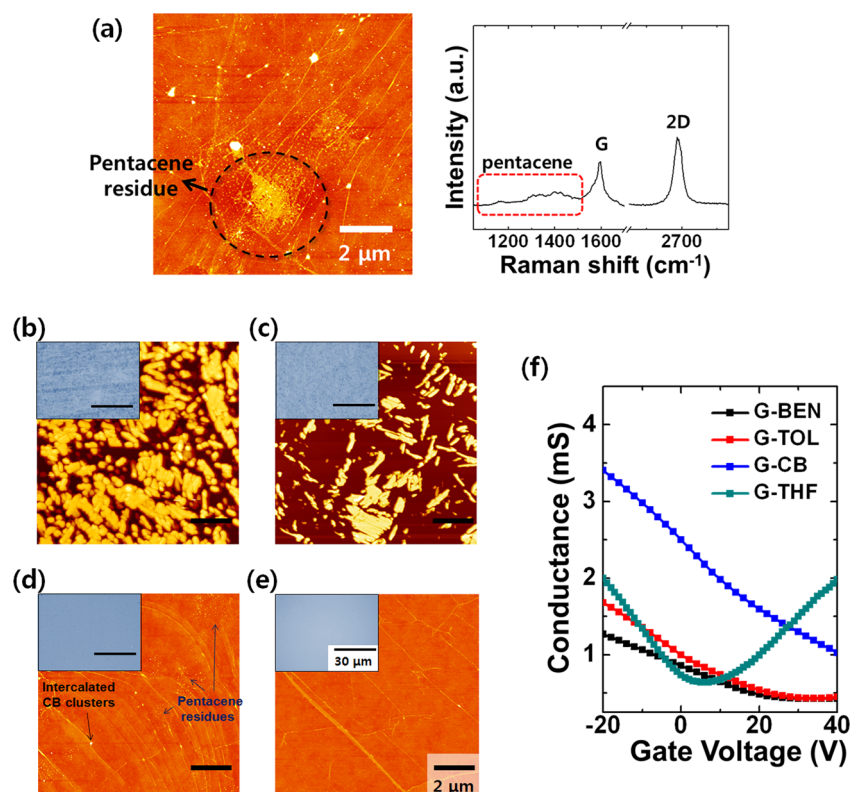 (a)
Pentacene
residue
2 μm
Intensity (a.u.)
pentacene
G
2D
1200 1400 1600 2700
Raman shift (cm⁻¹)
(b)
(c)
(d)
Intercalated
CB clusters
Pentacene
residues
(e)
30 μm
2 μm
(f)
G-BEN
G-TOL
G-CB
G-THF
Conductance (mS)
4
3
2
1
-20 0 20 40
Gate Voltage (V)